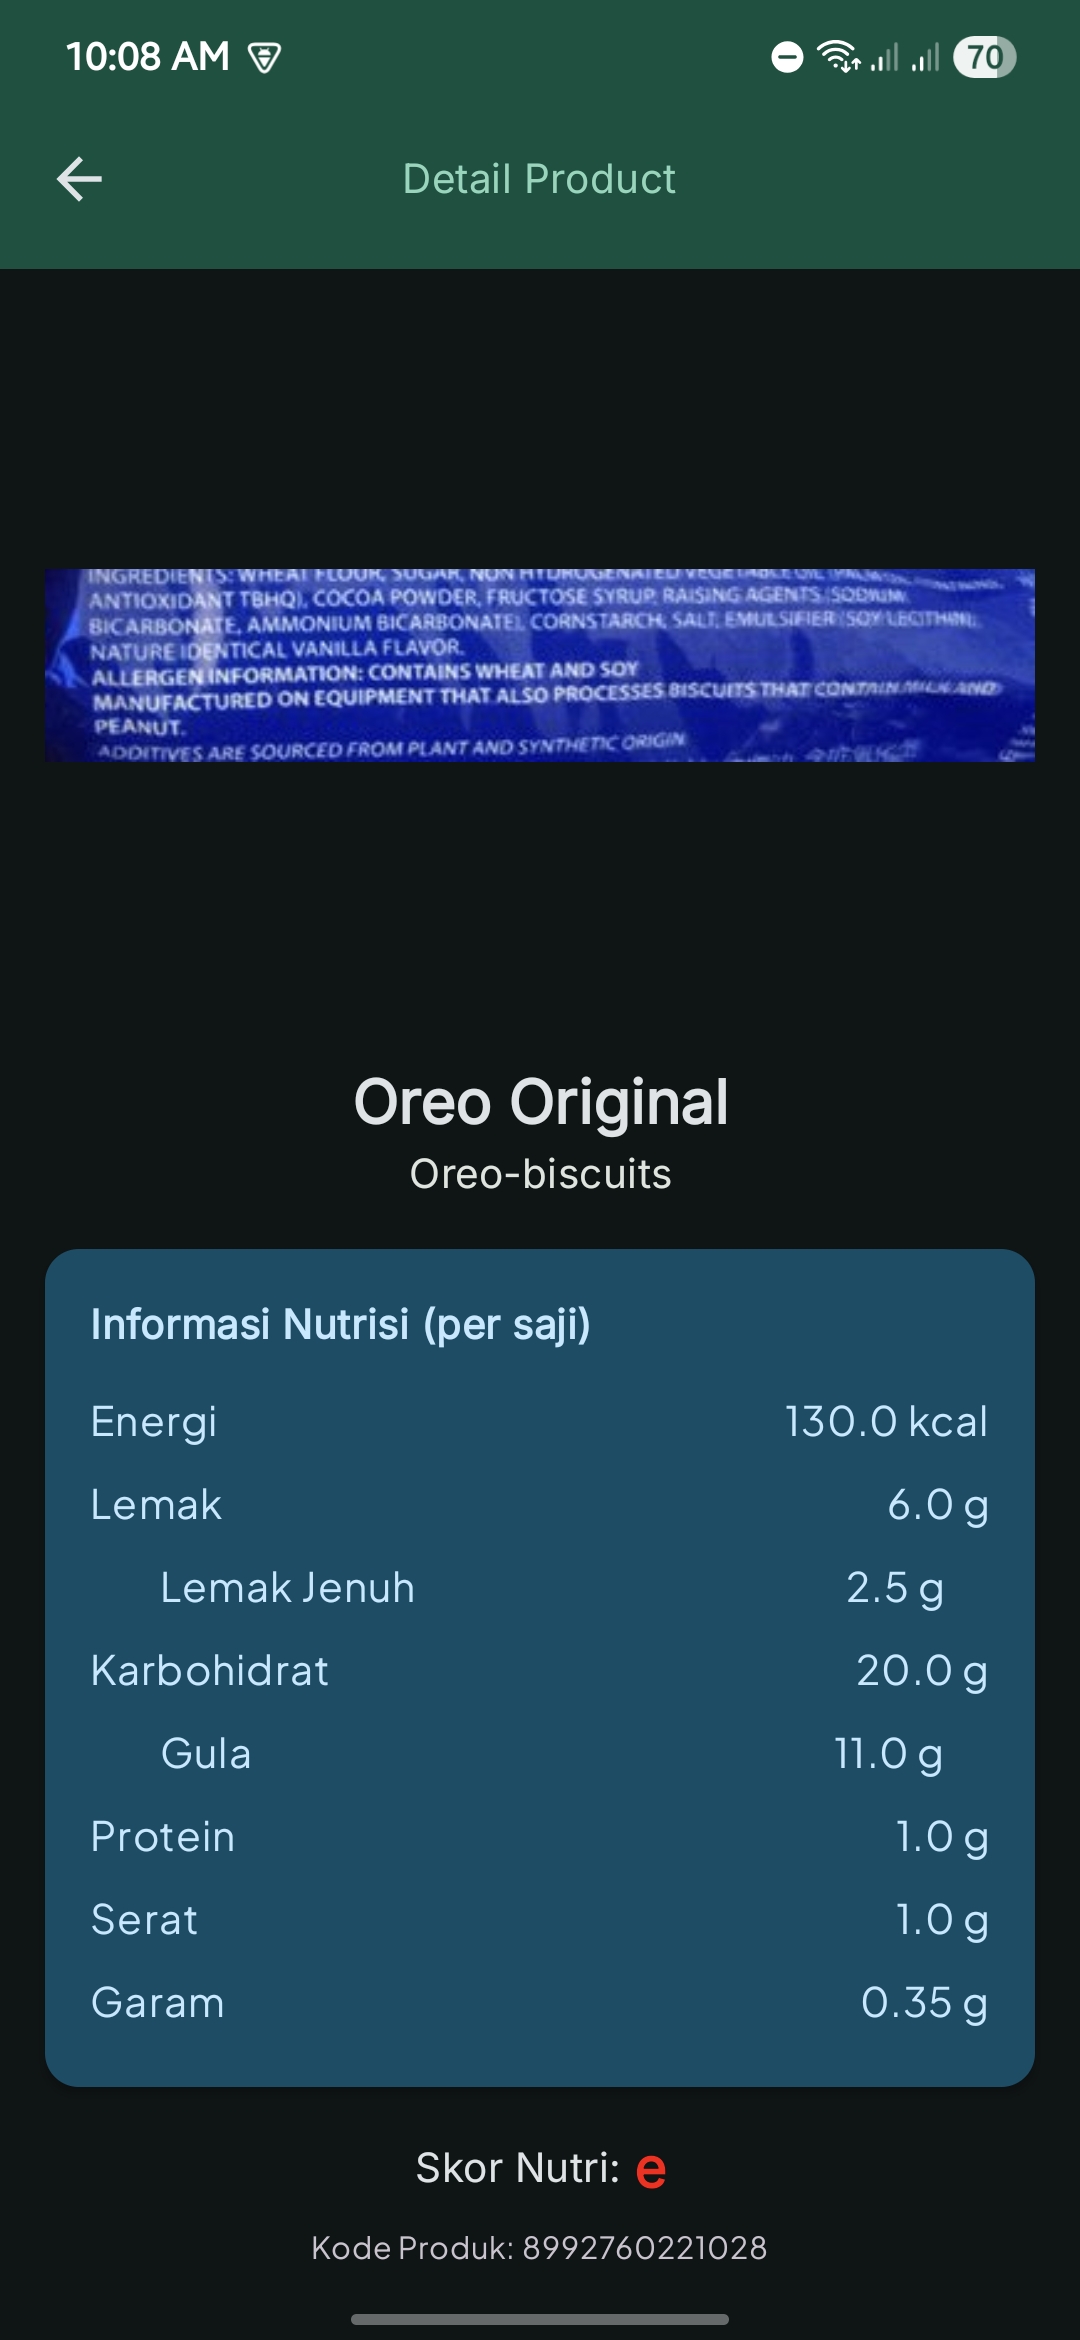 10:08 AM
70
Detail Product
INGREDIENTS: WHEAT FLOUR, SUGAR, NON HYDROGENATED VEGETABLE OIL (PALM
ANTIOXIDANT TBHQ), COCOA POWDER, FRUCTOSE SYRUP, RAISING AGENTS (SODIUM
BICARBONATE, AMMONIUM BICARBONATE), CORNSTARCH, SALT, EMULSIFIER (SOY LECITHIN),
NATURE IDENTICAL VANILLA FLAVOR.
ALLERGEN INFORMATION: CONTAINS WHEAT AND SOY
MANUFACTURED ON EQUIPMENT THAT ALSO PROCESSES BISCUITS THAT CONTAIN MILK AND
PEANUT.
ADDITIVES ARE SOURCED FROM PLANT AND SYNTHETIC ORIGIN
Oreo Original
Oreo-biscuits
Informasi Nutrisi (per saji)
Energi 130.0 kcal
Lemak 6.0 g
Lemak Jenuh 2.5 g
Karbohidrat 20.0 g
Gula 11.0 g
Protein 1.0 g
Serat 1.0 g
Garam 0.35 g
Skor Nutri: e
Kode Produk: 8992760221028